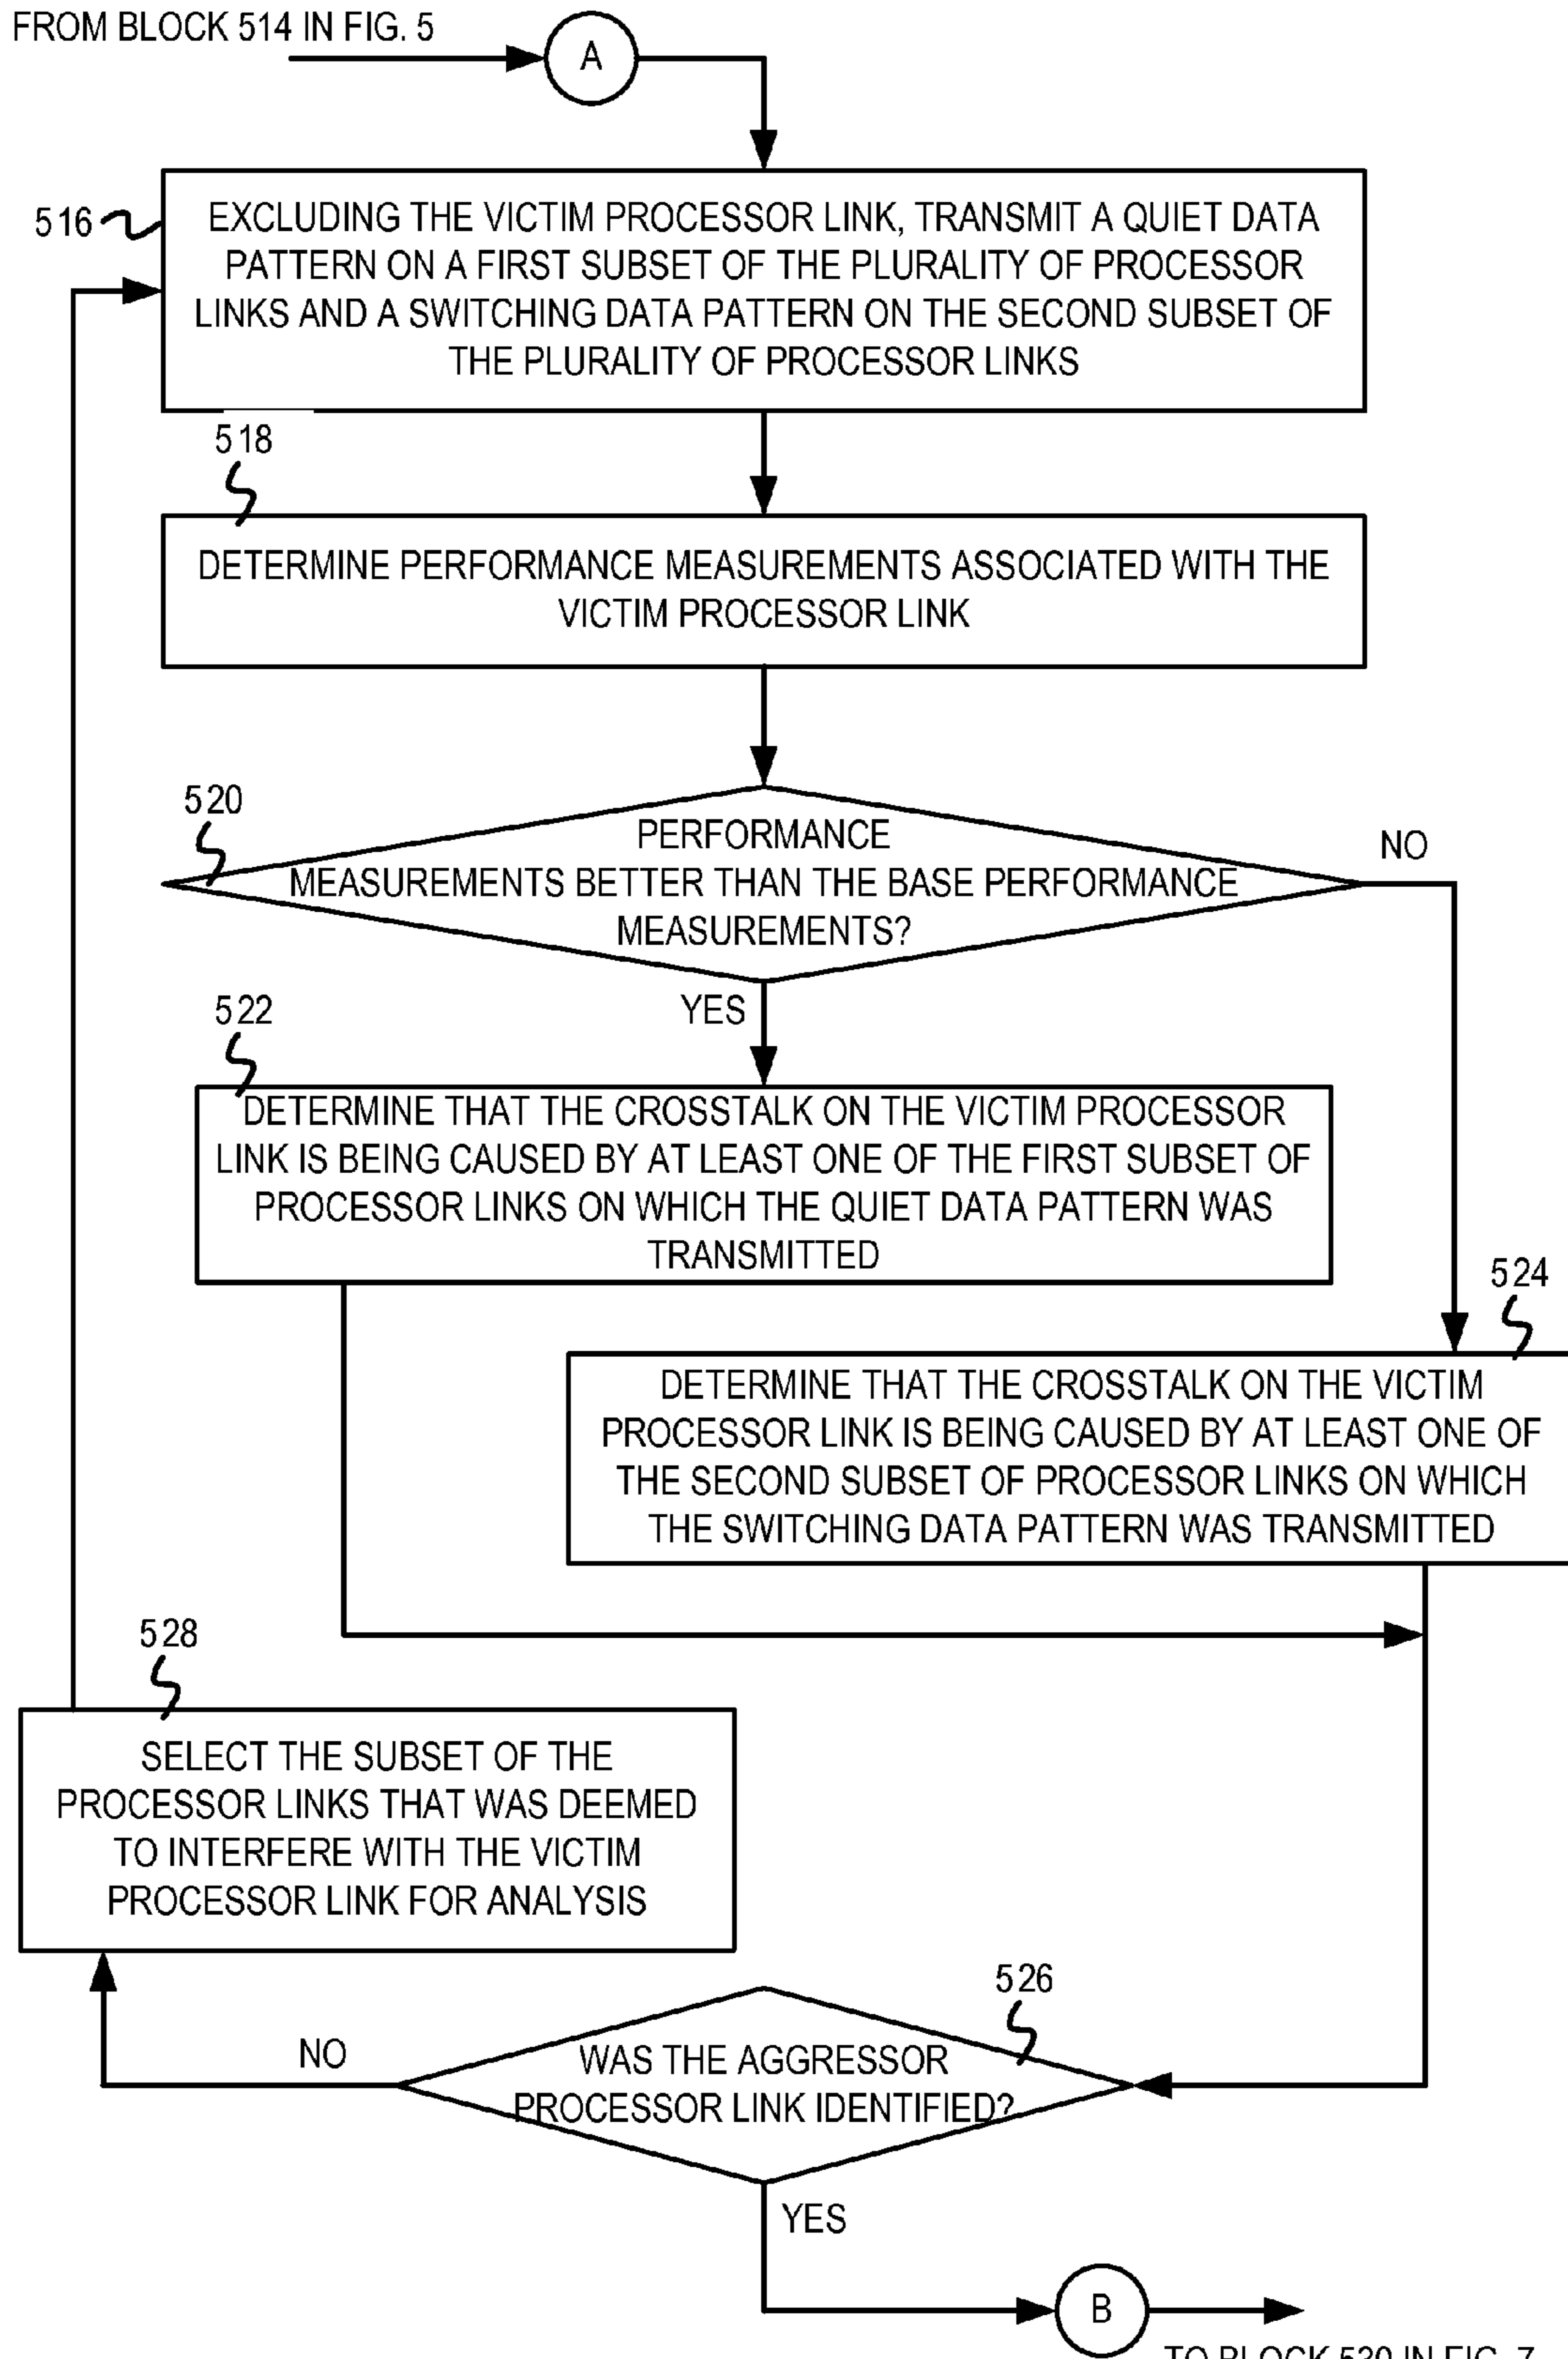 FROM BLOCK 514 IN FIG. 5
A
516
EXCLUDING THE VICTIM PROCESSOR LINK, TRANSMIT A QUIET DATA
PATTERN ON A FIRST SUBSET OF THE PLURALITY OF PROCESSOR
LINKS AND A SWITCHING DATA PATTERN ON THE SECOND SUBSET OF
THE PLURALITY OF PROCESSOR LINKS
518
DETERMINE PERFORMANCE MEASUREMENTS ASSOCIATED WITH THE
VICTIM PROCESSOR LINK
520
PERFORMANCE
MEASUREMENTS BETTER THAN THE BASE PERFORMANCE
MEASUREMENTS?
NO
YES
522
DETERMINE THAT THE CROSSTALK ON THE VICTIM PROCESSOR
LINK IS BEING CAUSED BY AT LEAST ONE OF THE FIRST SUBSET OF
PROCESSOR LINKS ON WHICH THE QUIET DATA PATTERN WAS
TRANSMITTED
524
DETERMINE THAT THE CROSSTALK ON THE VICTIM
PROCESSOR LINK IS BEING CAUSED BY AT LEAST ONE OF
THE SECOND SUBSET OF PROCESSOR LINKS ON WHICH
THE SWITCHING DATA PATTERN WAS TRANSMITTED
528
SELECT THE SUBSET OF THE
PROCESSOR LINKS THAT WAS DEEMED
TO INTERFERE WITH THE VICTIM
PROCESSOR LINK FOR ANALYSIS
526
WAS THE AGGRESSOR
PROCESSOR LINK IDENTIFIED?
NO
YES
B
TO BLOCK 530 IN FIG. 7